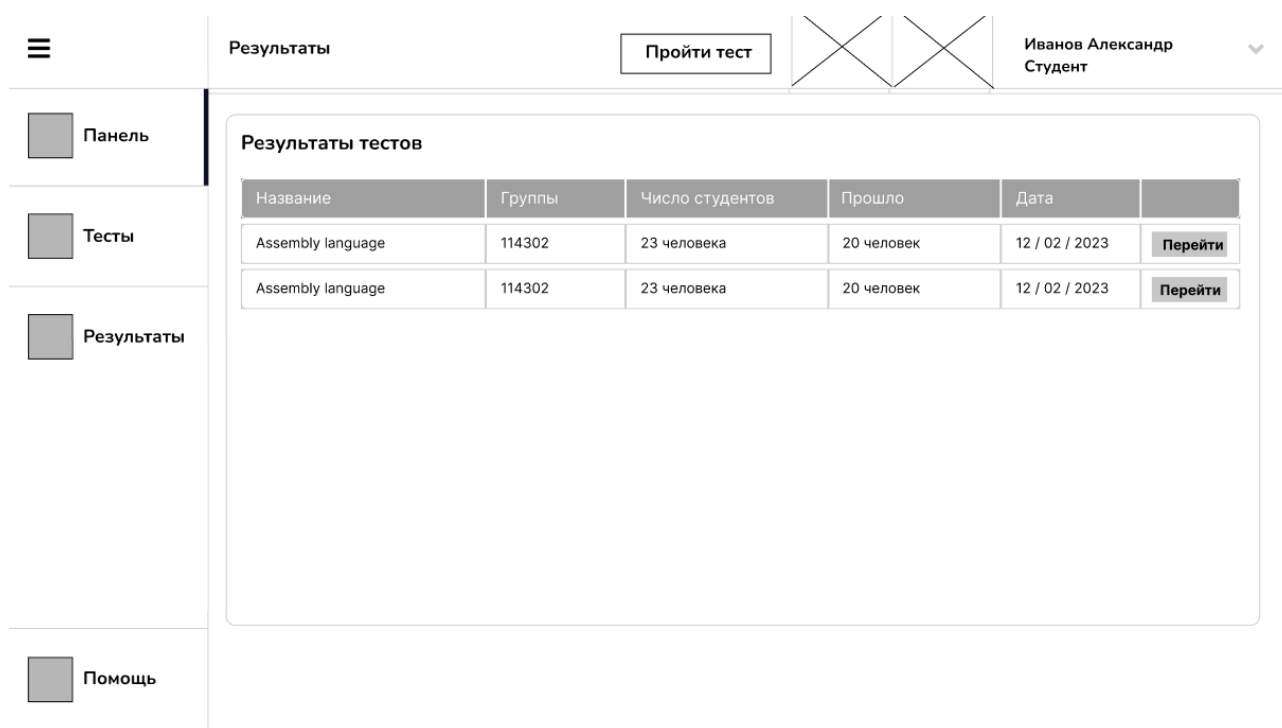 Результаты
Пройти тест
Иванов Александр
Студент
Панель
Тесты
Результаты
Помощь
Результаты тестов
Название Группы Число студентов Прошло Дата
Assembly language 114302 23 человека 20 человек 12 / 02 / 2023 Перейти
Assembly language 114302 23 человека 20 человек 12 / 02 / 2023 Перейти